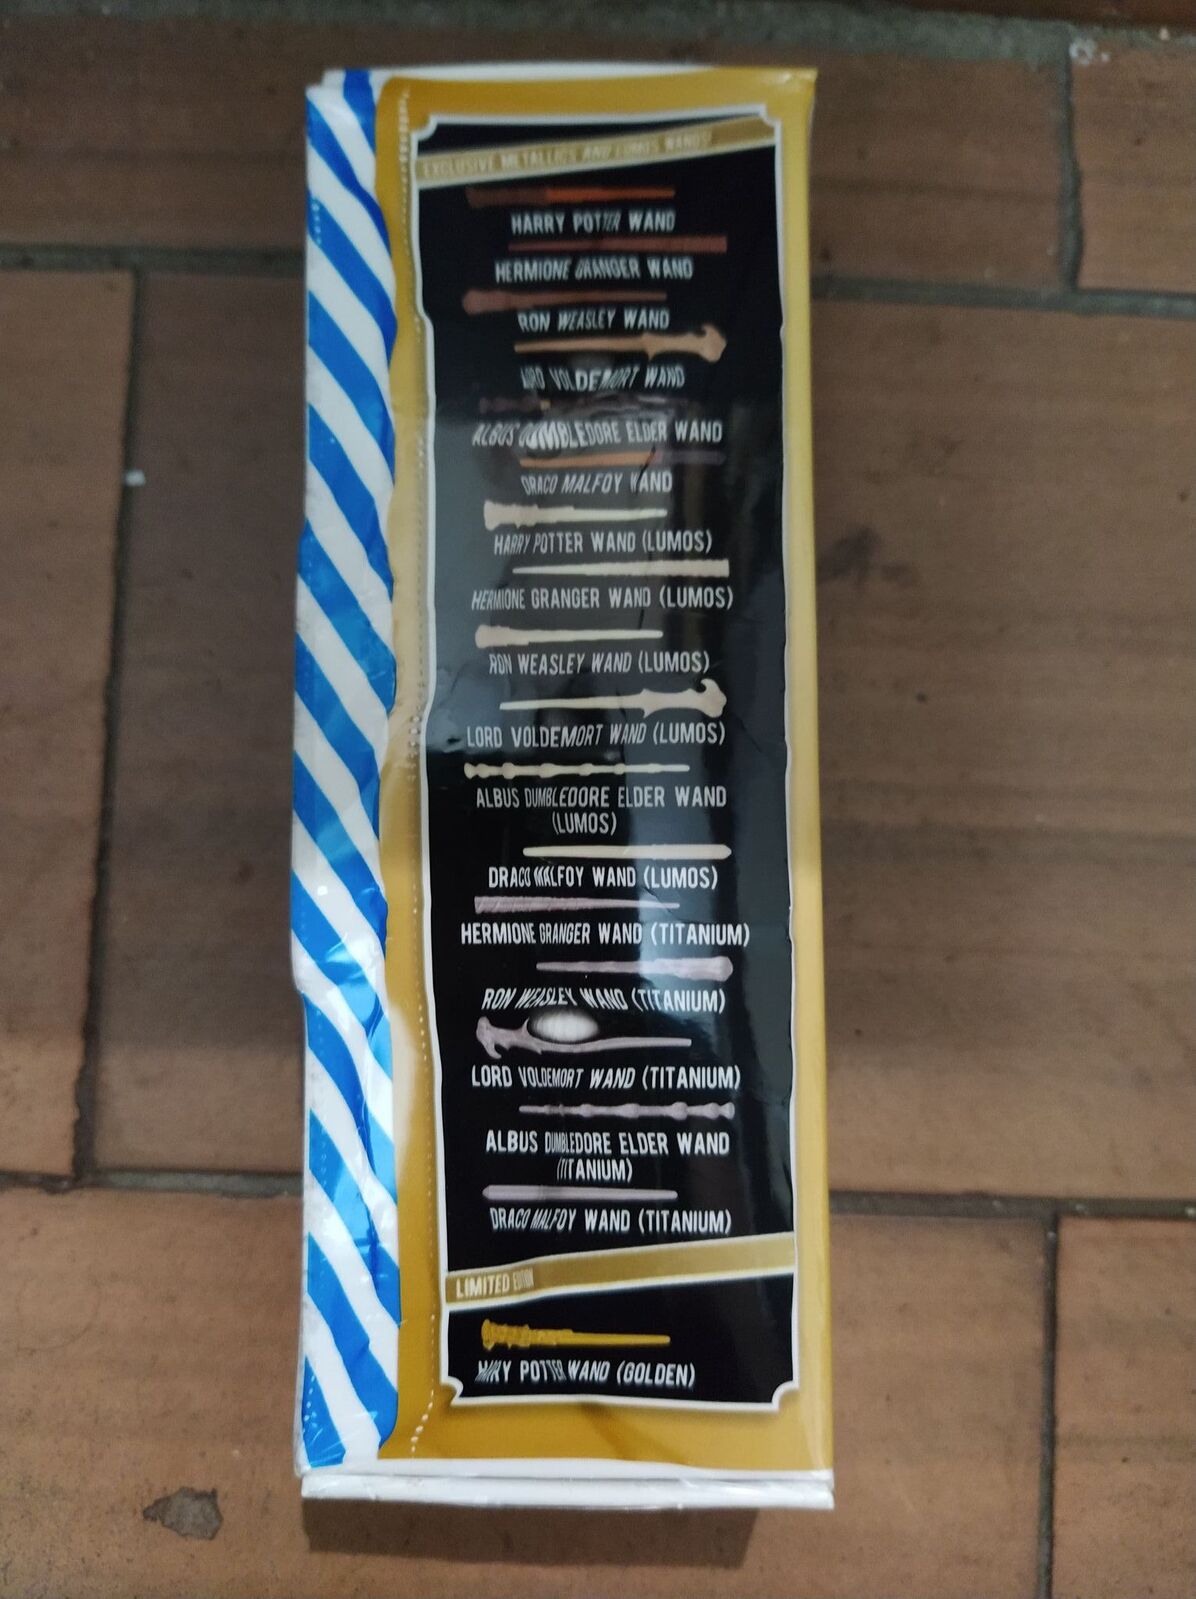 EXCLUSIVE METALLICS AND LUMOS WANDS
HARRY POTTER WAND
HERMIONE GRANGER WAND
RON WEASLEY WAND
LORD VOLDEMORT WAND
ALBUS DUMBLEDORE ELDER WAND
DRACO MALFOY WAND
HARRY POTTER WAND (LUMOS)
HERMIONE GRANGER WAND (LUMOS)
RON WEASLEY WAND (LUMOS)
LORD VOLDEMORT WAND (LUMOS)
ALBUS DUMBLEDORE ELDER WAND
(LUMOS)
DRACO MALFOY WAND (LUMOS)
HERMIONE GRANGER WAND (TITANIUM)
RON WEASLEY WAND (TITANIUM)
LORD VOLDEMORT WAND (TITANIUM)
ALBUS DUMBLEDORE ELDER WAND
(TITANIUM)
DRACO MALFOY WAND (TITANIUM)
LIMITED EDITION
POTTER WAND (GOLDEN)